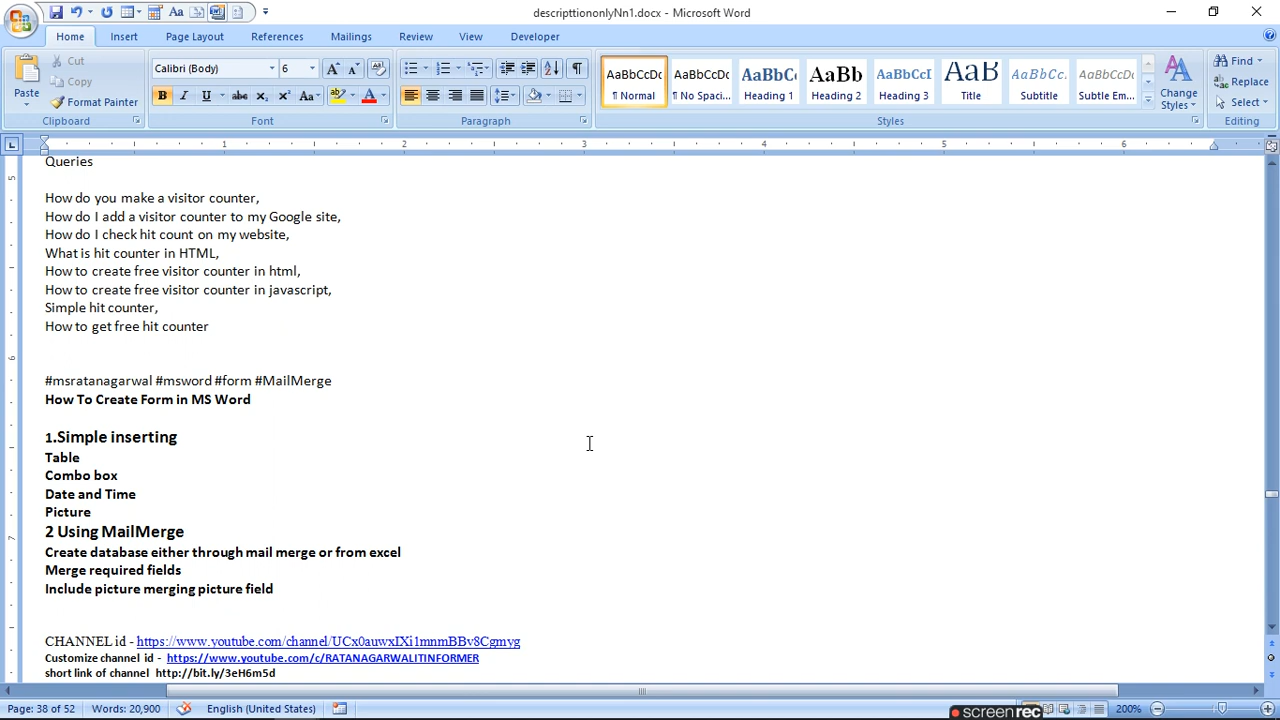 descripttiononlyNn1.docx - Microsoft Word
Home Insert Page Layout References Mailings Review View Developer
Paste
Cut
Copy
Format Painter
Clipboard
Calibri (Body) 6
Font
Paragraph
AaBbCcDc AaBbCcDc AaBbC AaBb AaBbCcI AaB AaBbCc. AaBbCcDc
¶ Normal ¶ No Spaci... Heading 1 Heading 2 Heading 3 Title Subtitle Subtle Em...
Styles
Change Styles
Find
Replace
Select
Editing
1 2 3 4 5 6
Queries
How do you make a visitor counter,
How do I add a visitor counter to my Google site,
How do I check hit count on my website,
What is hit counter in HTML,
How to create free visitor counter in html,
How to create free visitor counter in javascript,
Simple hit counter,
How to get free hit counter
#msratanagarwal #msword #form #MailMerge
How To Create Form in MS Word
1.Simple inserting
Table
Combo box
Date and Time
Picture
2 Using MailMerge
Create database either through mail merge or from excel
Merge required fields
Include picture merging picture field
CHANNEL id - https://www.youtube.com/channel/UCx0auwxIXi1mnmBBv8Cgmyg
Customize channel id - https://www.youtube.com/c/RATANAGARWALITINFORMER
short link of channel http://bit.ly/3eH6m5d
Page: 38 of 52 Words: 20,900 English (United States) screenrec 200%